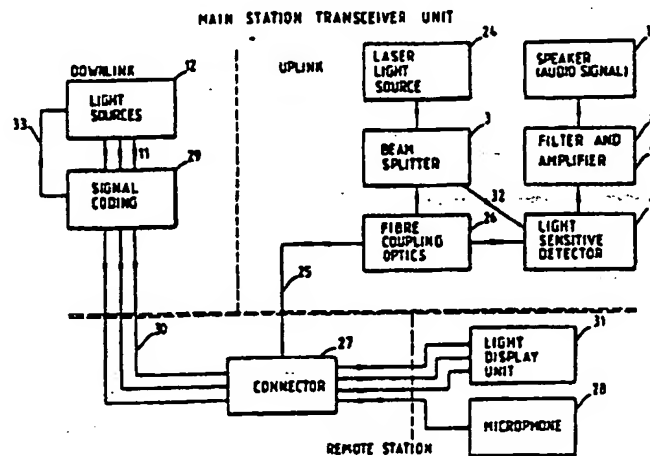 MAIN STATION TRANSCEIVER UNIT
DOWNLINK
12
LIGHT
SOURCES
33
11
29
SIGNAL
CODING
30
UPLINK
24
LASER
LIGHT
SOURCE
3
BEAM
SPLITTER
32
26
FIBRE
COUPLING
OPTICS
25
SPEAKER
(AUDIO SIGNAL)
FILTER AND
AMPLIFIER
LIGHT
SENSITIVE
DETECTOR
27
CONNECTOR
31
LIGHT
DISPLAY
UNIT
28
MICROPHONE
REMOTE STATION